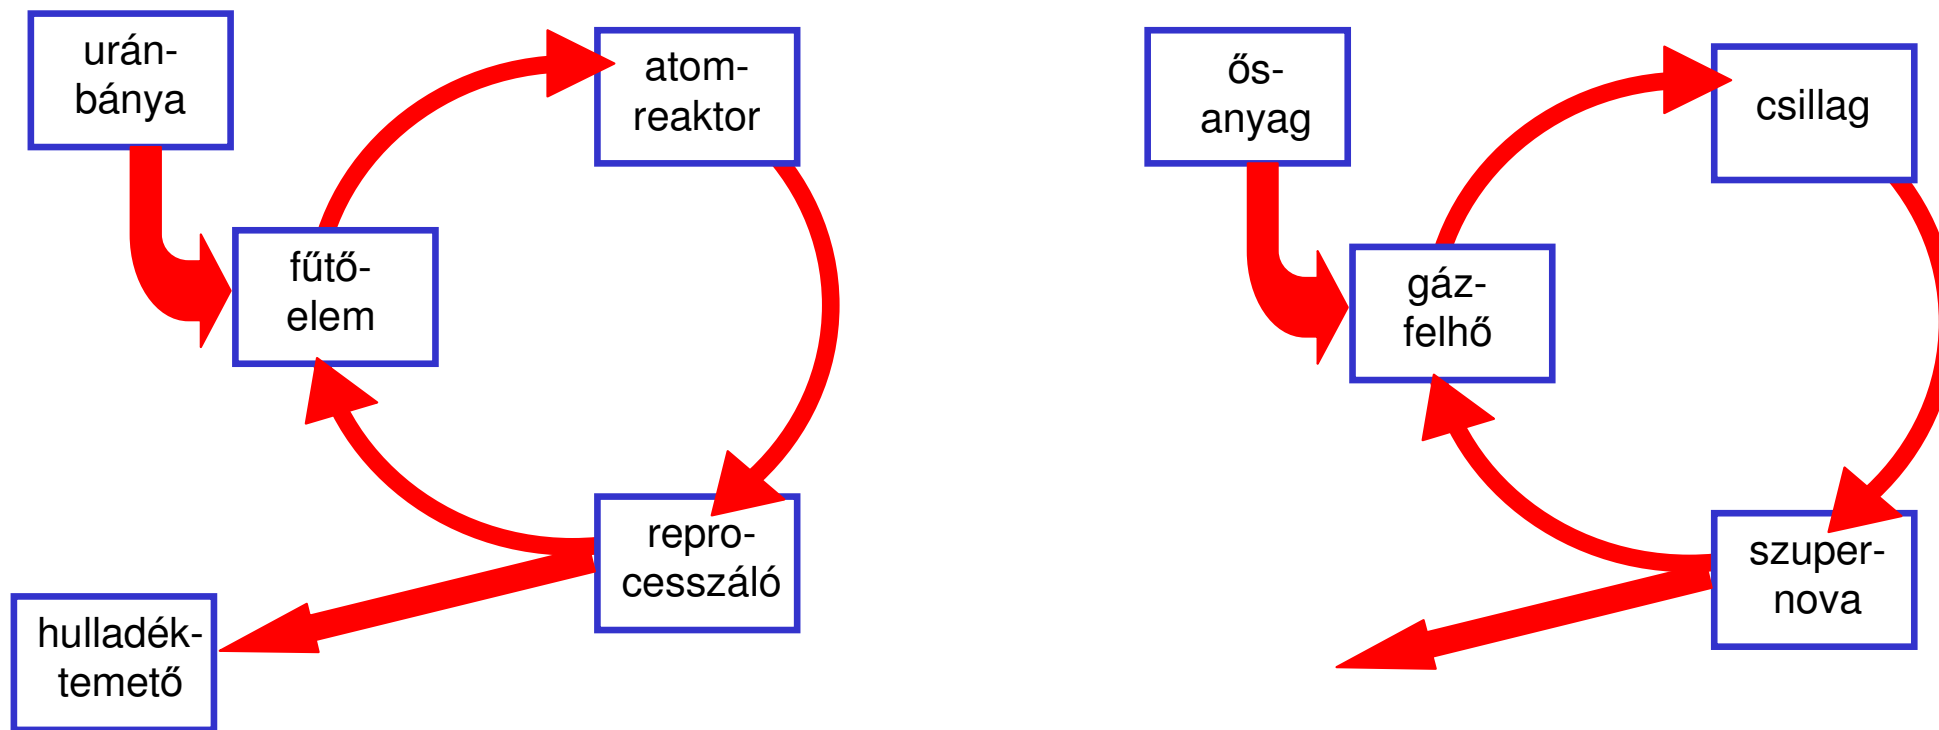 urán-
bánya
atom-
reaktor
fűtő-
elem
repro-
cesszáló
hulladék-
temető
ős-
anyag
csillag
gáz-
felhő
szuper-
nova